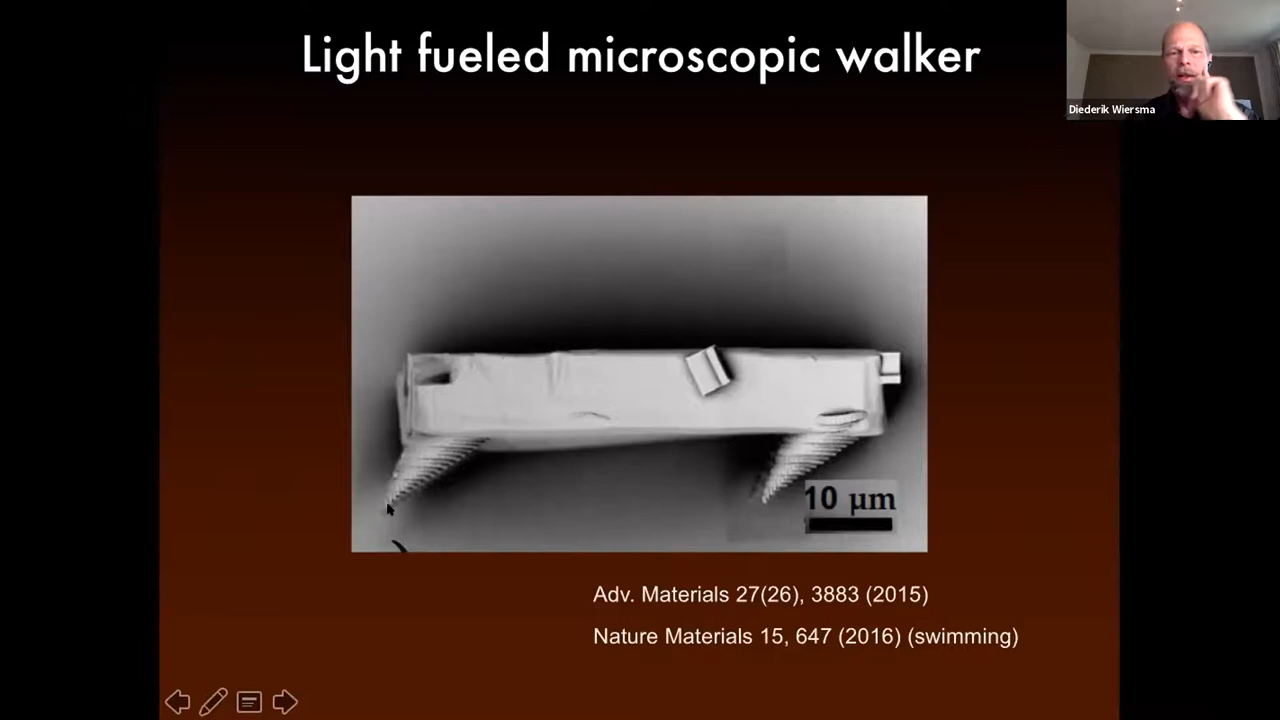 Light fueled microscopic walker
Diederik Wiersma
10 µm
Adv. Materials 27(26), 3883 (2015)
Nature Materials 15, 647 (2016) (swimming)